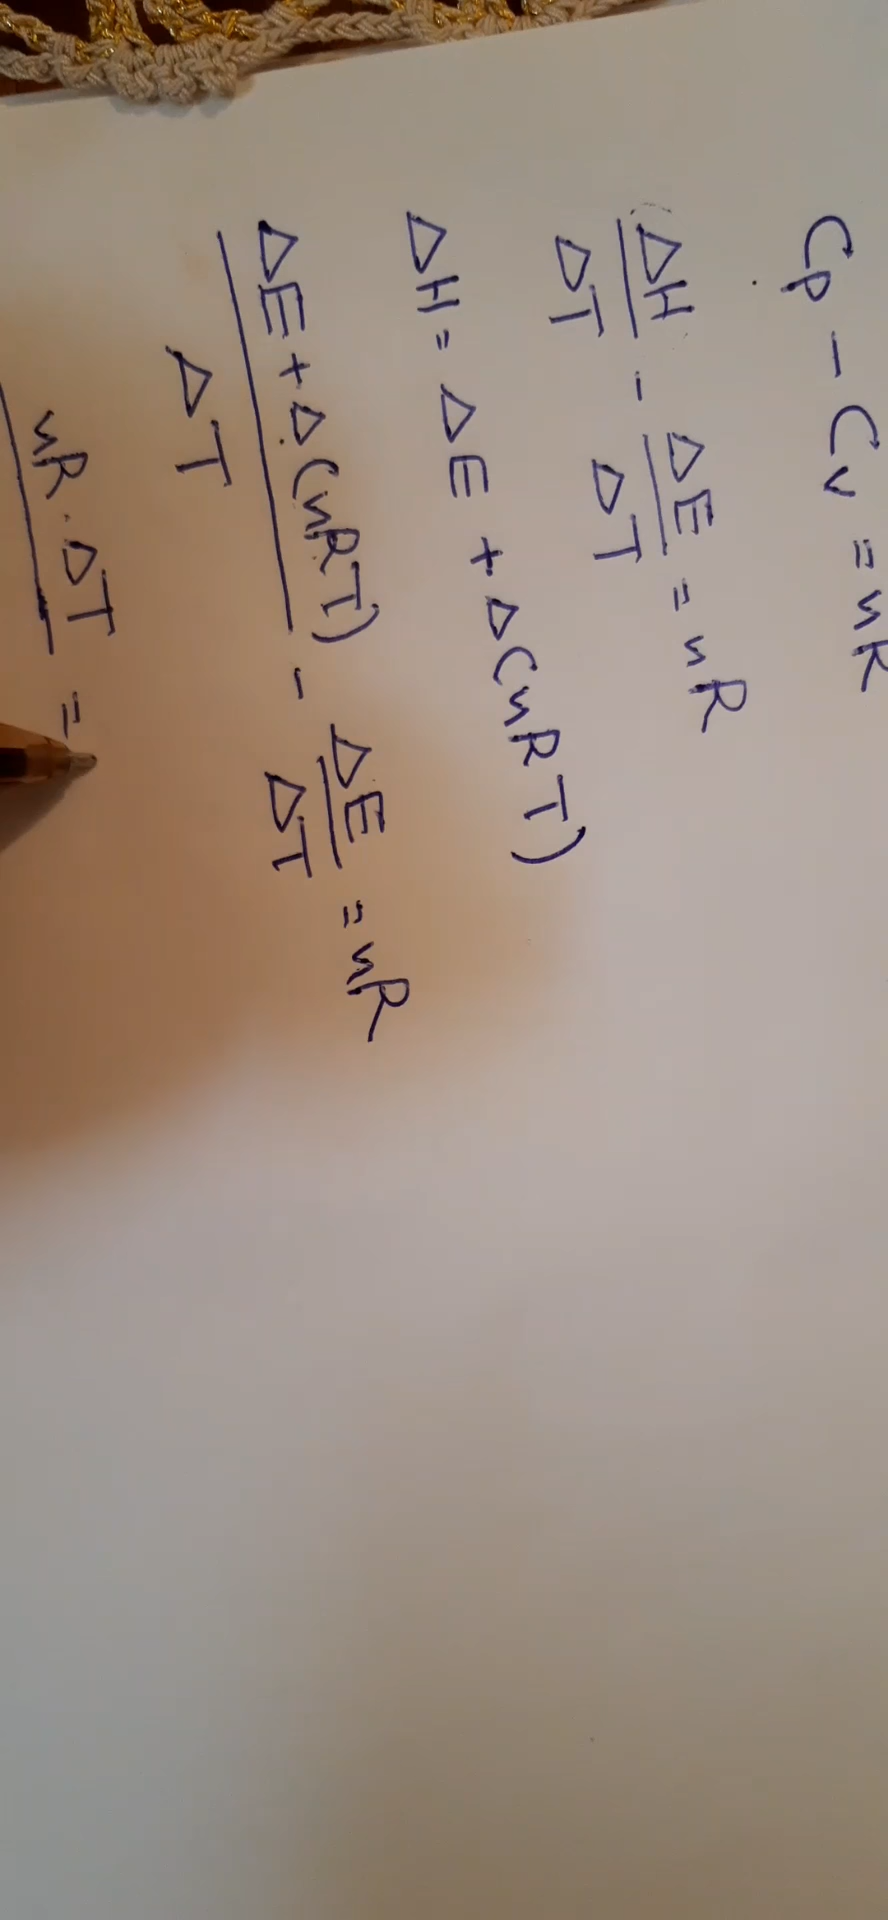 Cp - Cv = nR
ΔH/ΔT - ΔE/ΔT = nR
ΔH = ΔE + Δ(nRT)
ΔE + Δ(nRT)/ΔT - ΔE/ΔT = nR
nR · ΔT =